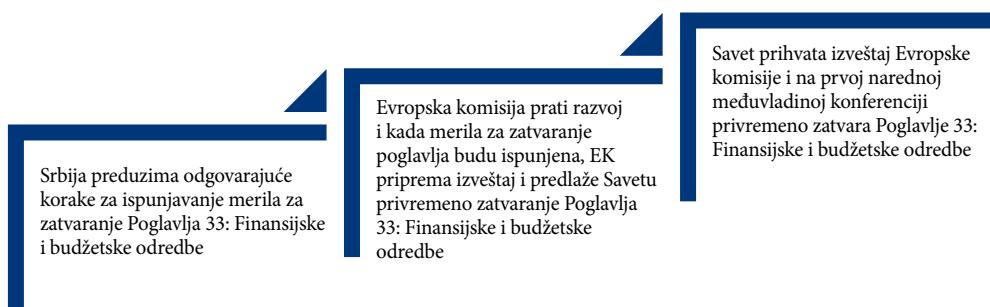 Srbija preduzima odgovarajuće
korake za ispunjavanje merila za
zatvaranje Poglavlja 33: Finansijske
i budžetske odredbe
Evropska komisija prati razvoj
i kada merila za zatvaranje
poglavlja budu ispunjena, EK
priprema izveštaj i predlaže Savetu
privremeno zatvaranje Poglavlja
33: Finansijske i budžetske
odredbe
Savet prihvata izveštaj Evropske
komisije i na prvoj narednoj
međuvladinoj konferenciji
privremeno zatvara Poglavlje 33:
Finansijske i budžetske odredbe